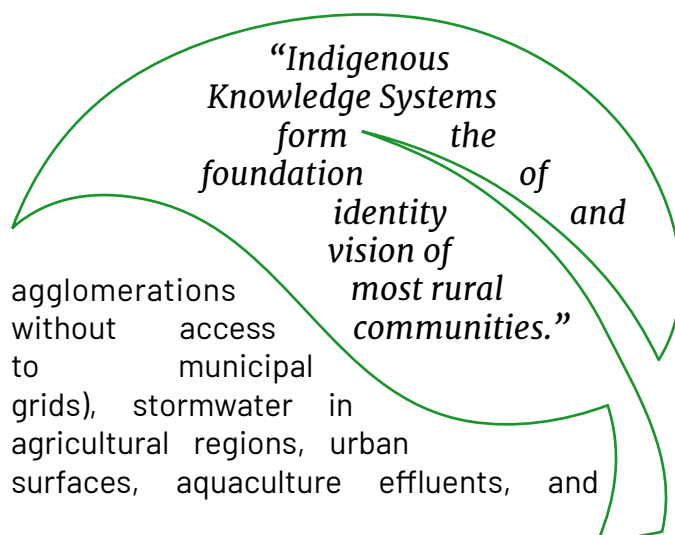 “Indigenous
Knowledge Systems
form the
foundation of
identity and
vision of
most rural
communities.”
agglomerations
without access
to municipal
grids), stormwater in
agricultural regions, urban
surfaces, aquaculture effluents, and